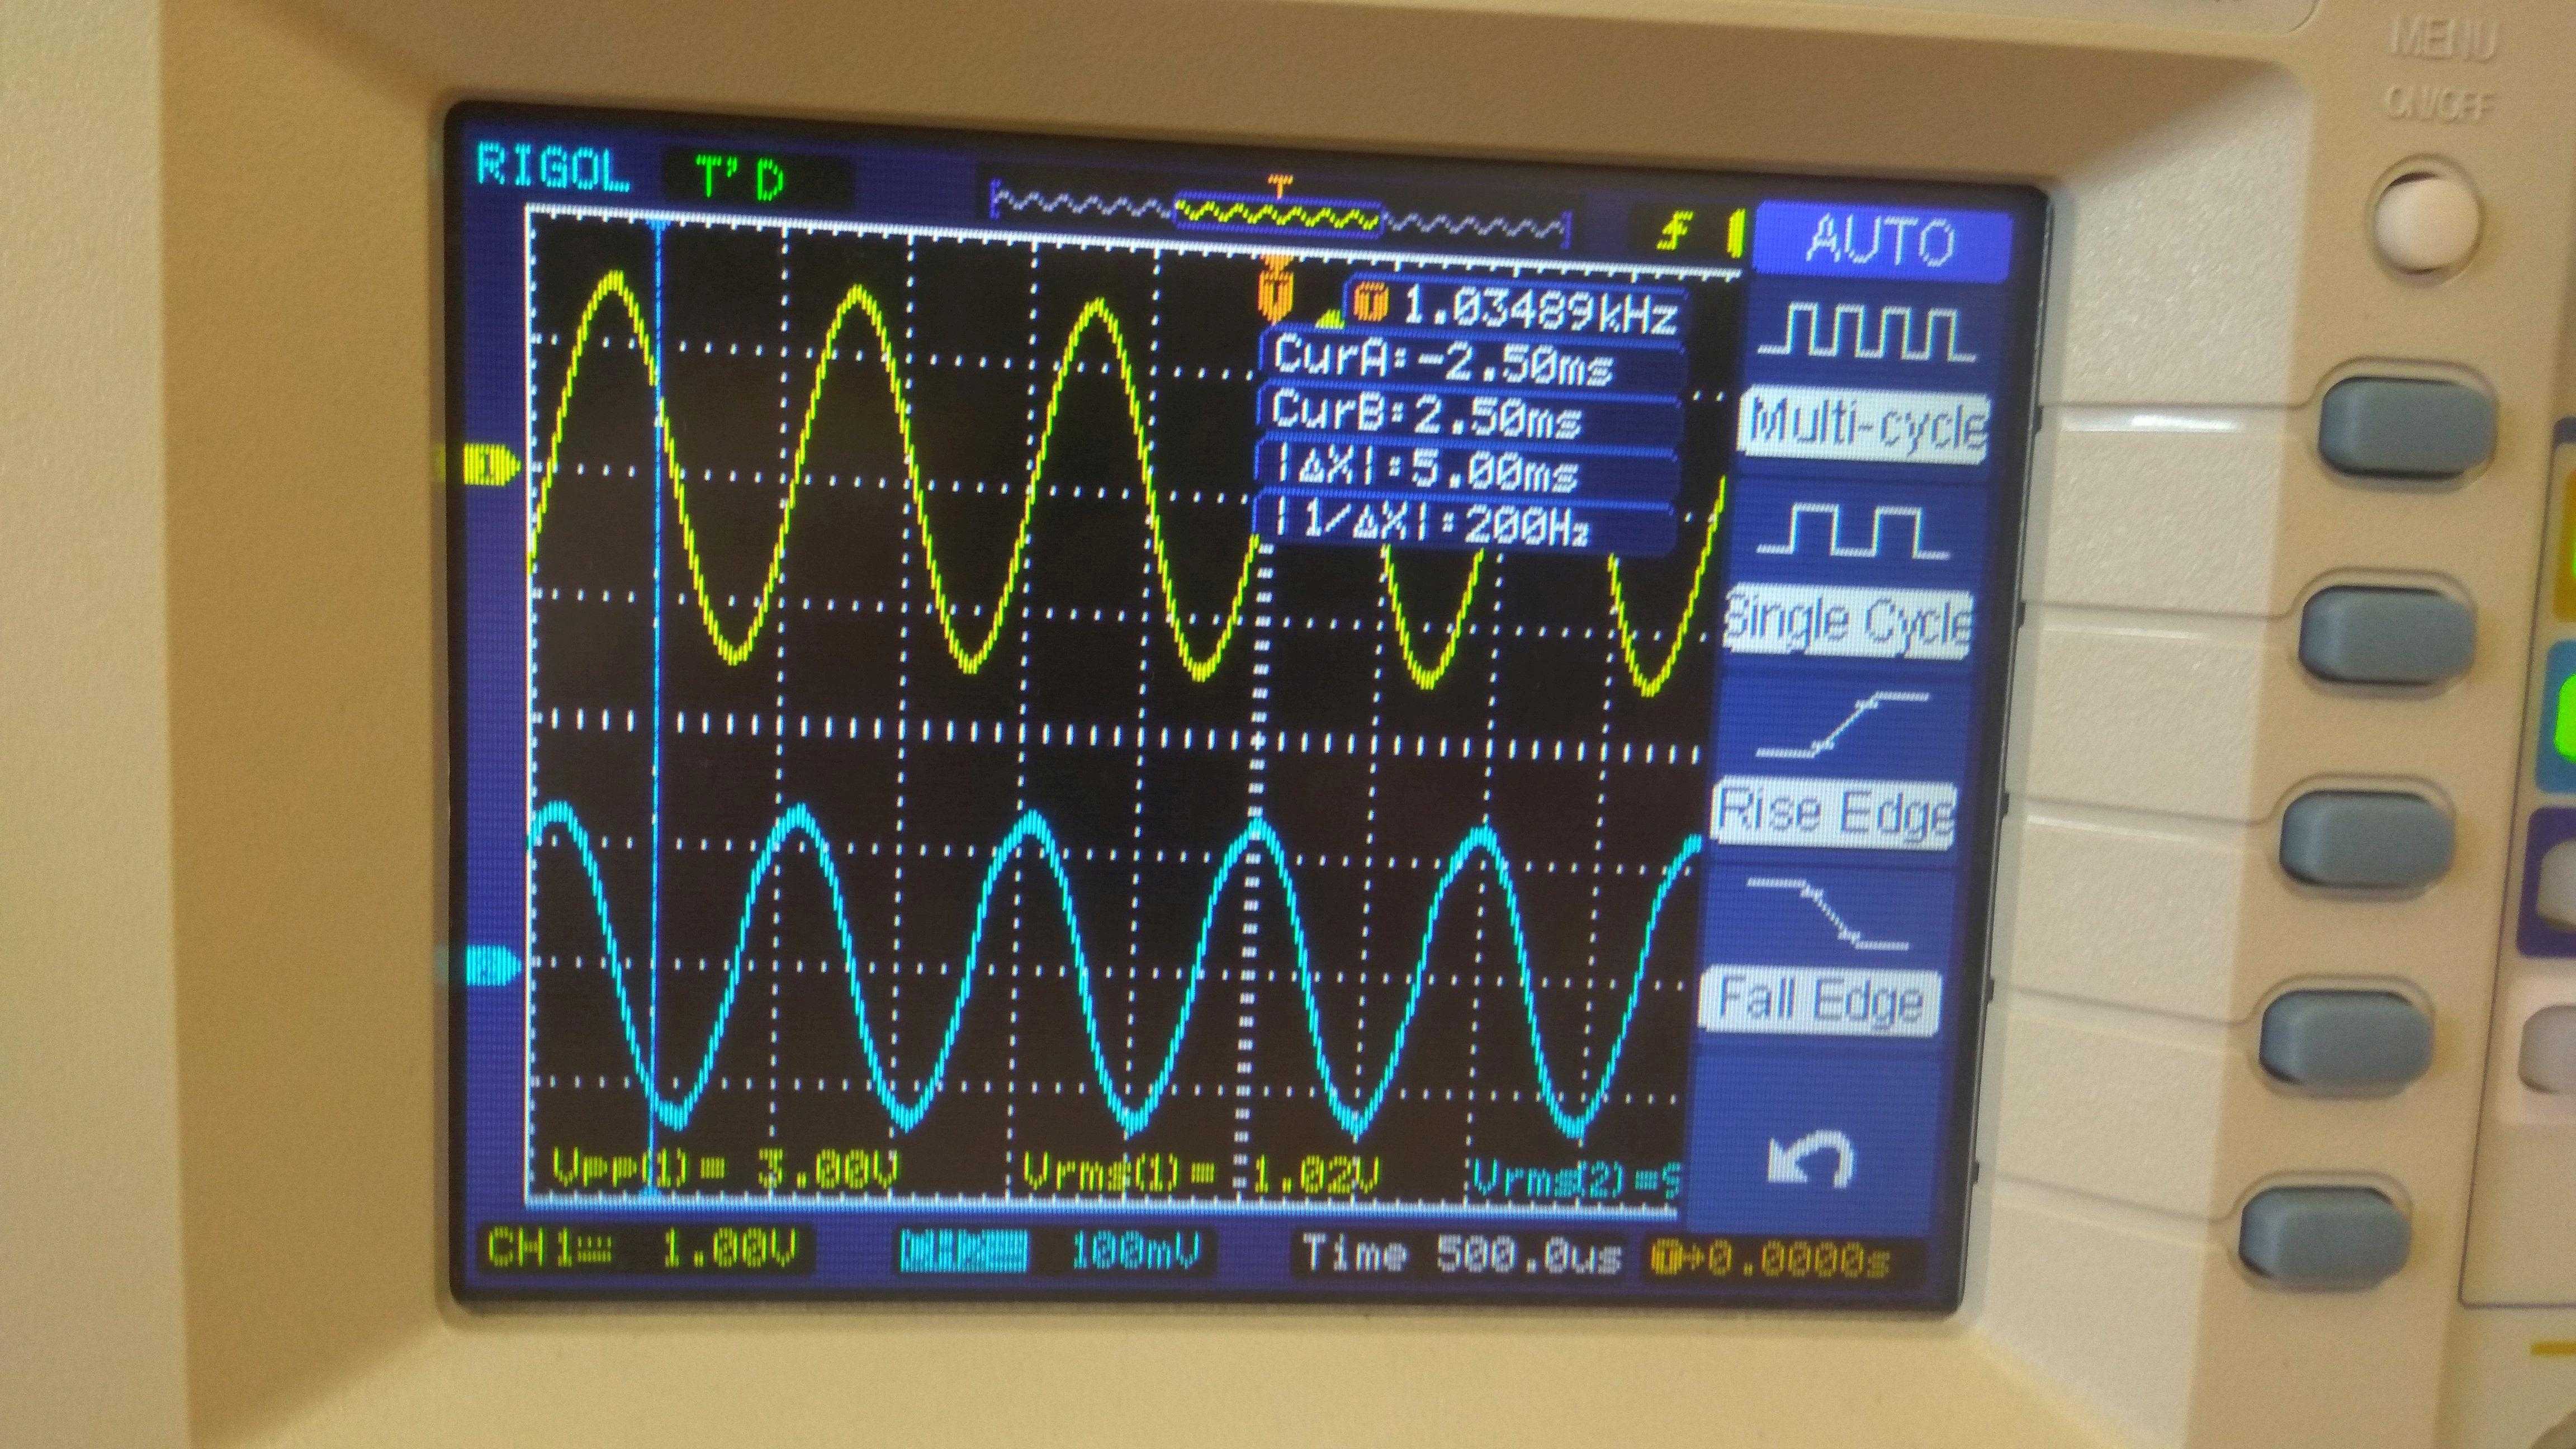 MENU
ON/OFF
RIGOL T'D T
AUTO
T T 1.03489kHz
CurA:-2.50ms
CurB:2.50ms
|ΔX|:5.00ms
|1/ΔX|:200Hz
Multi-cycle
1
Single Cycle
Rise Edge
Fall Edge
Vpp(1)= 3.00V Vrms(1)= 1.02V Vrms(2)=
CH1 1.00V 100mV Time 500.0us T→0.0000s